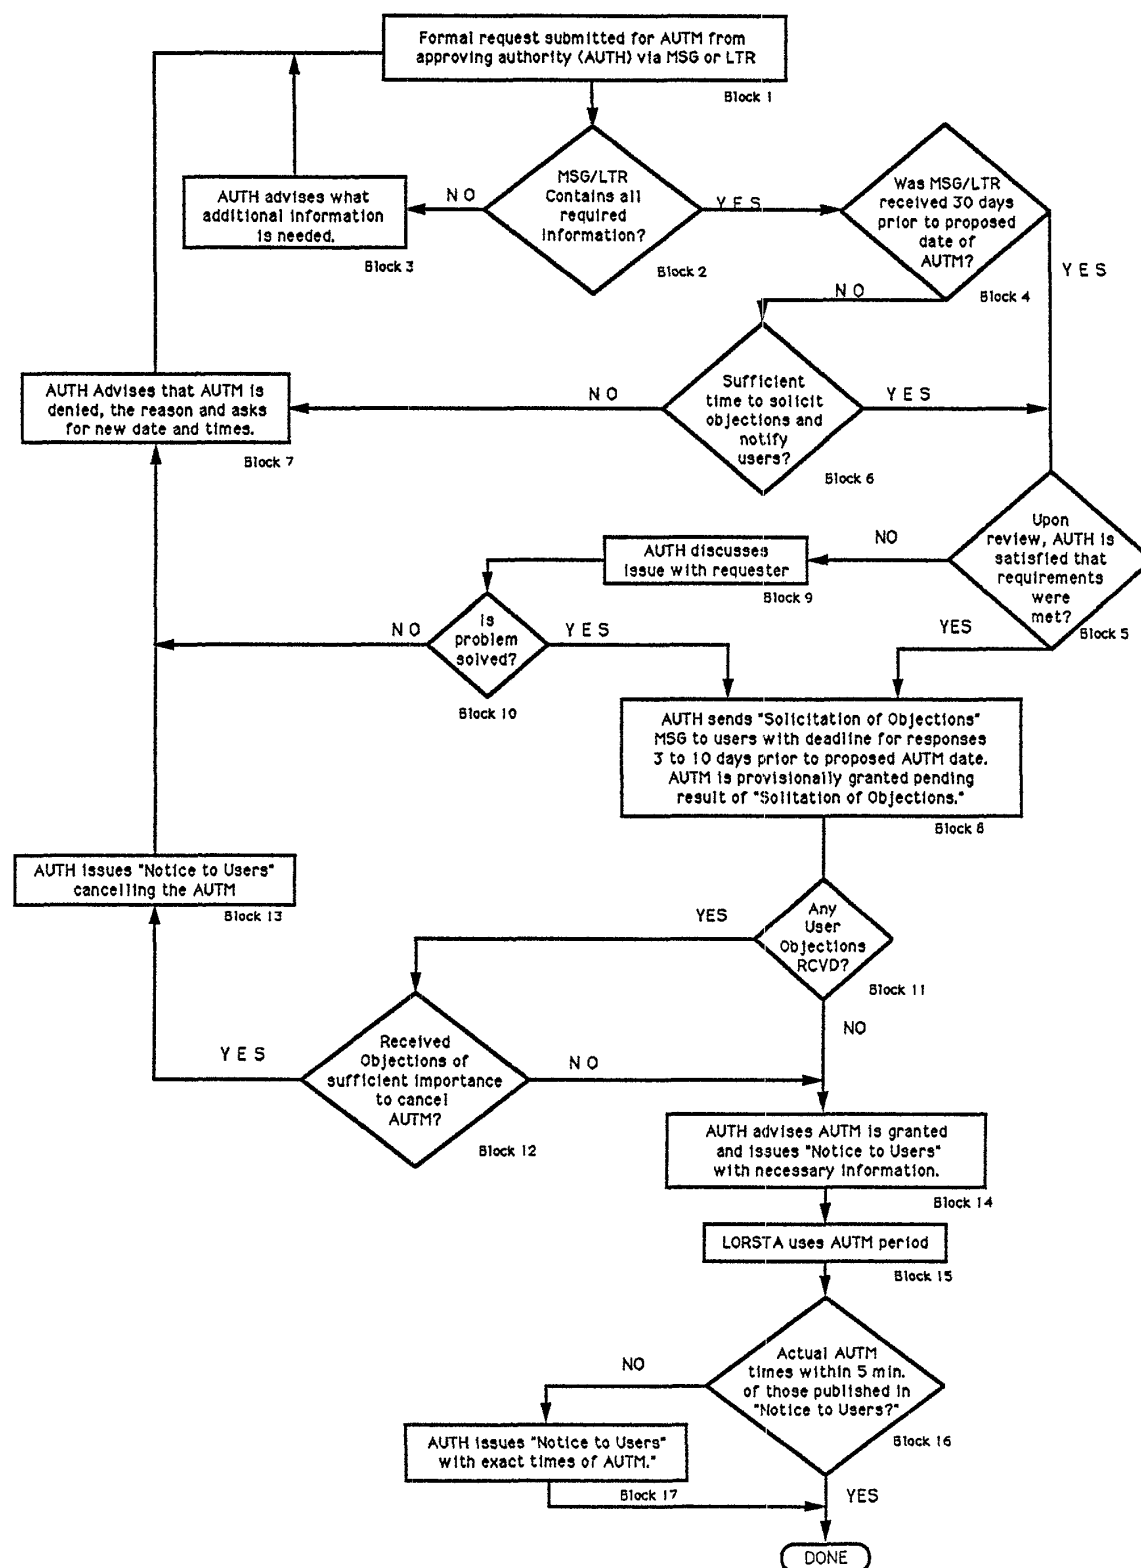 Formal request submitted for AUTM from
approving authority (AUTH) via MSG or LTR
Block 1
MSG/LTR
Contains all
required
information?
Block 2
NO
YES
AUTH advises what
additional information
is needed.
Block 3
Was MSG/LTR
received 30 days
prior to proposed
date of
AUTM?
Block 4
NO
YES
Sufficient
time to solicit
objections and
notify
users?
Block 6
NO
YES
AUTH Advises that AUTM is
denied, the reason and asks
for new date and times.
Block 7
Upon
review, AUTH is
satisfied that
requirements
were
met?
Block 5
NO
YES
AUTH discusses
issue with requester
Block 9
Is
problem
solved?
Block 10
NO
YES
AUTH sends "Solicitation of Objections"
MSG to users with deadline for responses
3 to 10 days prior to proposed AUTM date.
AUTM is provisionally granted pending
result of "Solitation of Objections."
Block 8
AUTH issues "Notice to Users"
cancelling the AUTM
Block 13
Any
User
Objections
RCVD?
Block 11
YES
NO
Received
Objections of
sufficient importance
to cancel
AUTM?
Block 12
YES
NO
AUTH advises AUTM is granted
and issues "Notice to Users"
with necessary information.
Block 14
LORSTA uses AUTM period
Block 15
Actual AUTM
times within 5 min.
of those published in
"Notice to Users?"
Block 16
NO
YES
AUTH issues "Notice to Users"
with exact times of AUTM."
Block 17
DONE